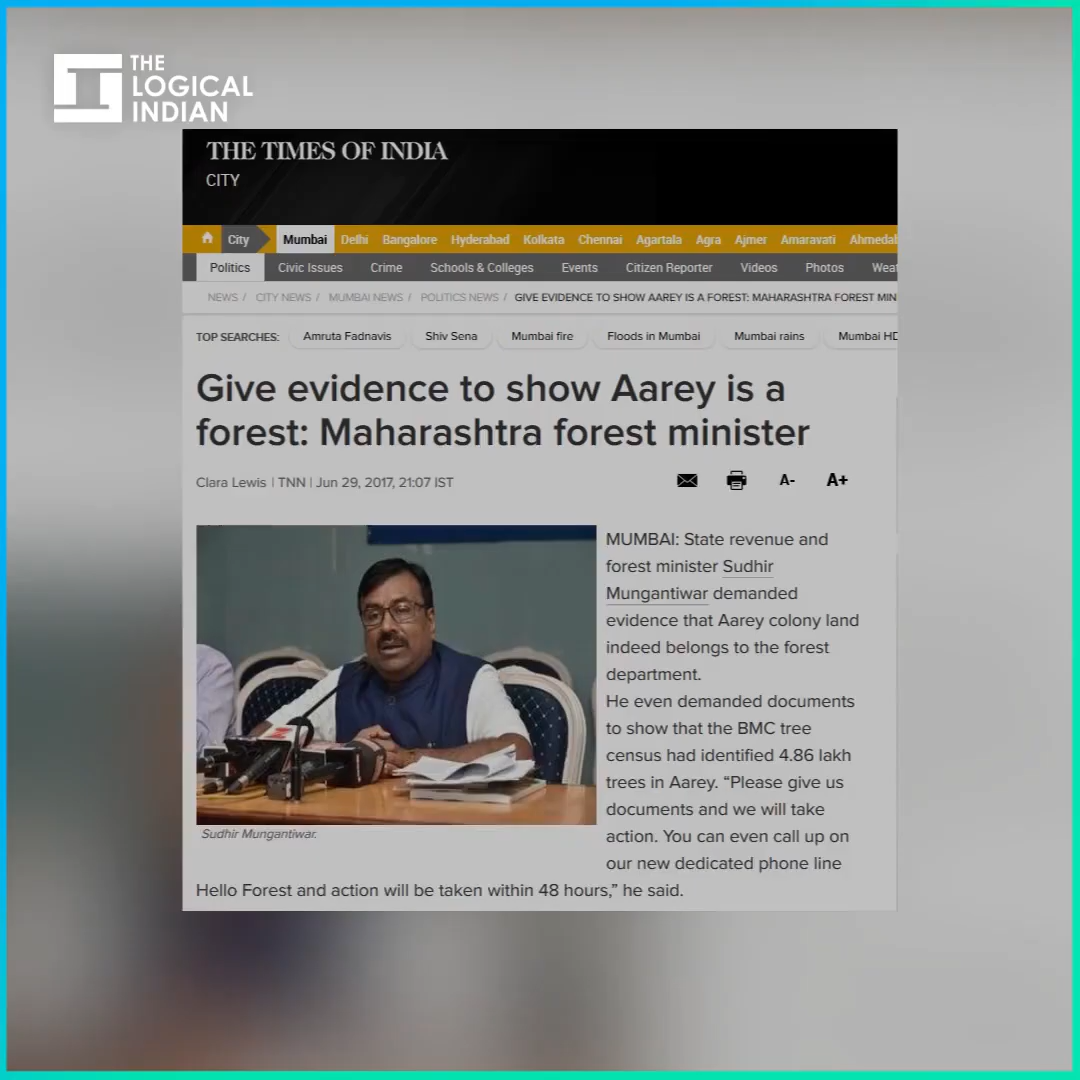 THE
LOGICAL
INDIAN
THE TIMES OF INDIA
CITY
City Mumbai Delhi Bangalore Hyderabad Kolkata Chennai Agartala Agra Ajmer Amaravati Ahmedal
Politics Civic Issues Crime Schools & Colleges Events Citizen Reporter Videos Photos Weat
NEWS / CITY NEWS / MUMBAI NEWS / POLITICS NEWS / GIVE EVIDENCE TO SHOW AAREY IS A FOREST: MAHARASHTRA FOREST MIN
TOP SEARCHES: Amruta Fadnavis Shiv Sena Mumbai fire Floods in Mumbai Mumbai rains Mumbai HD
Give evidence to show Aarey is a
forest: Maharashtra forest minister
Clara Lewis | TNN | Jun 29, 2017, 21:07 IST
A- A+
MUMBAI: State revenue and
forest minister Sudhir
Mungantiwar demanded
evidence that Aarey colony land
indeed belongs to the forest
department.
He even demanded documents
to show that the BMC tree
census had identified 4.86 lakh
trees in Aarey. “Please give us
documents and we will take
action. You can even call up on
our new dedicated phone line
Hello Forest and action will be taken within 48 hours,” he said.
Sudhir Mungantiwar.